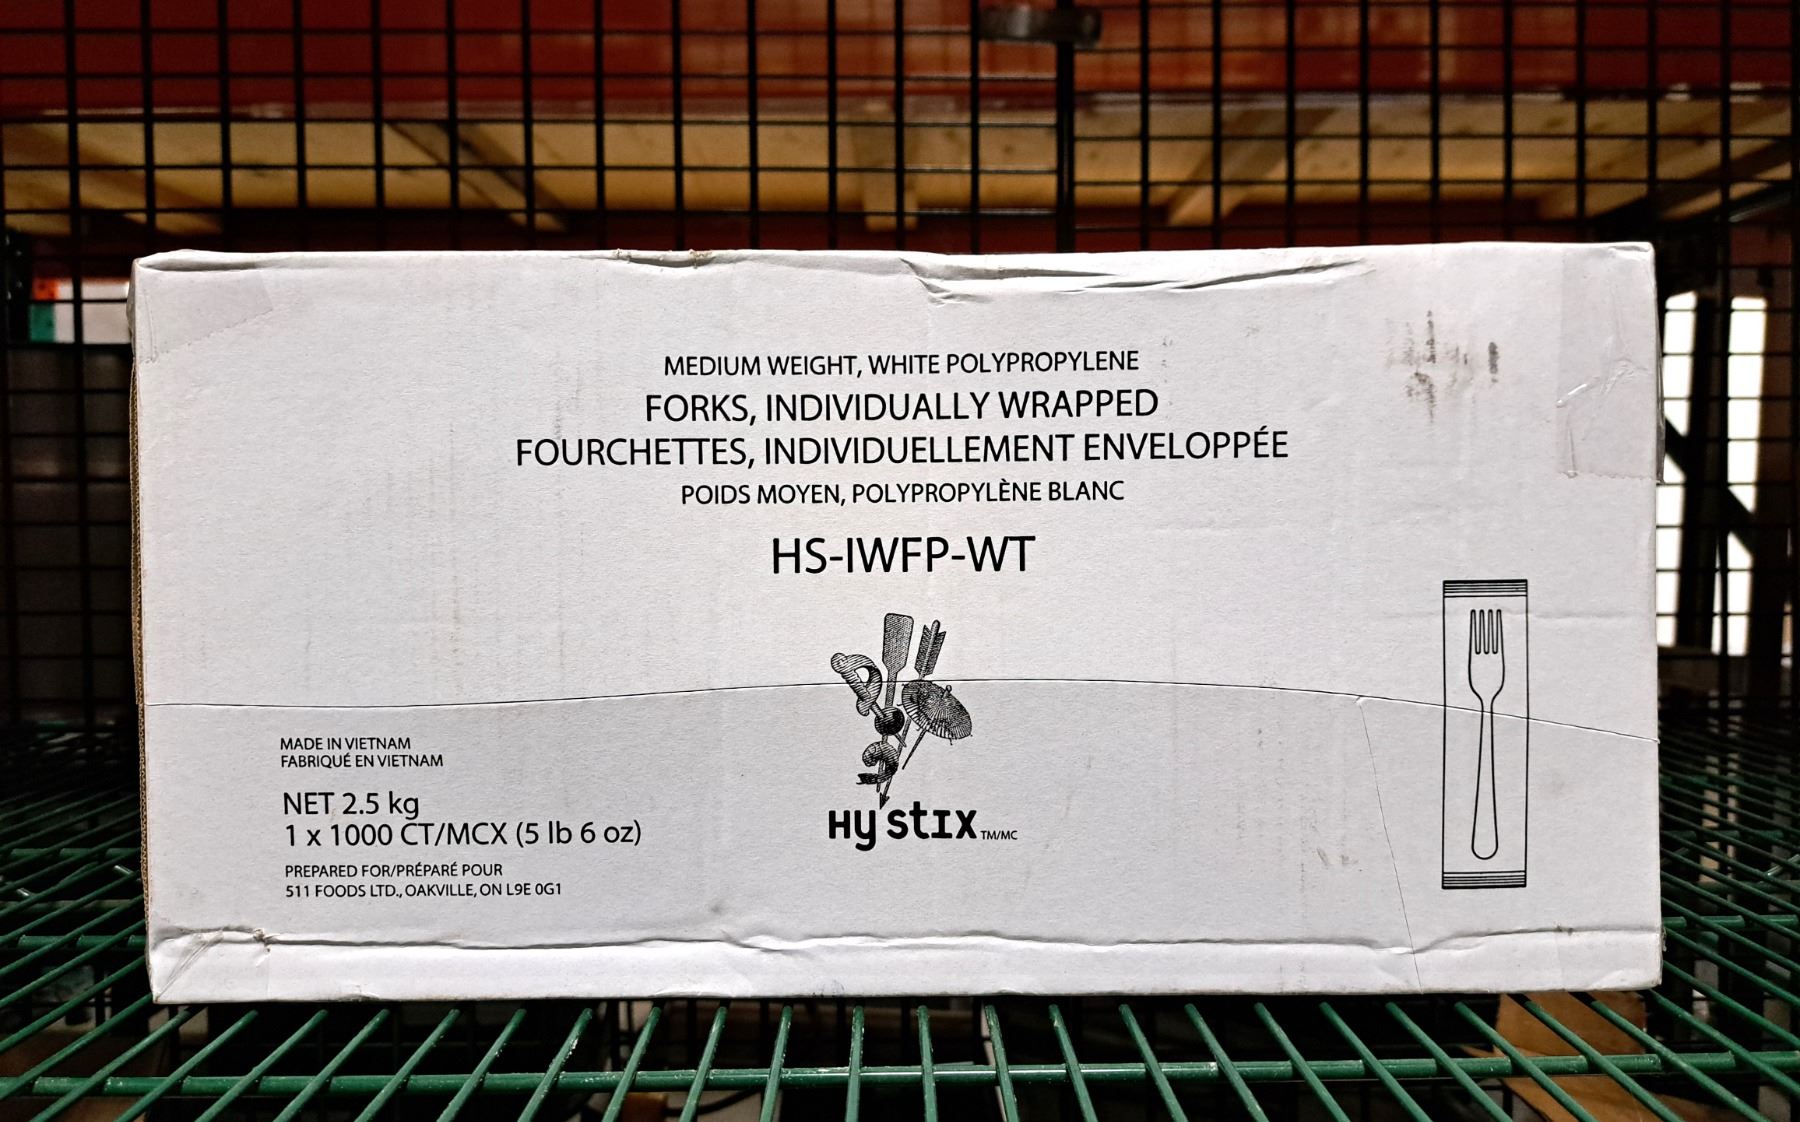 MEDIUM WEIGHT, WHITE POLYPROPYLENE
FORKS, INDIVIDUALLY WRAPPED
FOURCHETTES, INDIVIDUELLEMENT ENVELOPPÉE
POIDS MOYEN, POLYPROPYLÈNE BLANC
HS-IWFP-WT
MADE IN VIETNAM
FABRIQUÉ EN VIETNAM
NET 2.5 kg
1 x 1000 CT/MCX (5 lb 6 oz)
PREPARED FOR/PRÉPARÉ POUR
511 FOODS LTD., OAKVILLE, ON L9E 0G1
Hy stix TM/MC